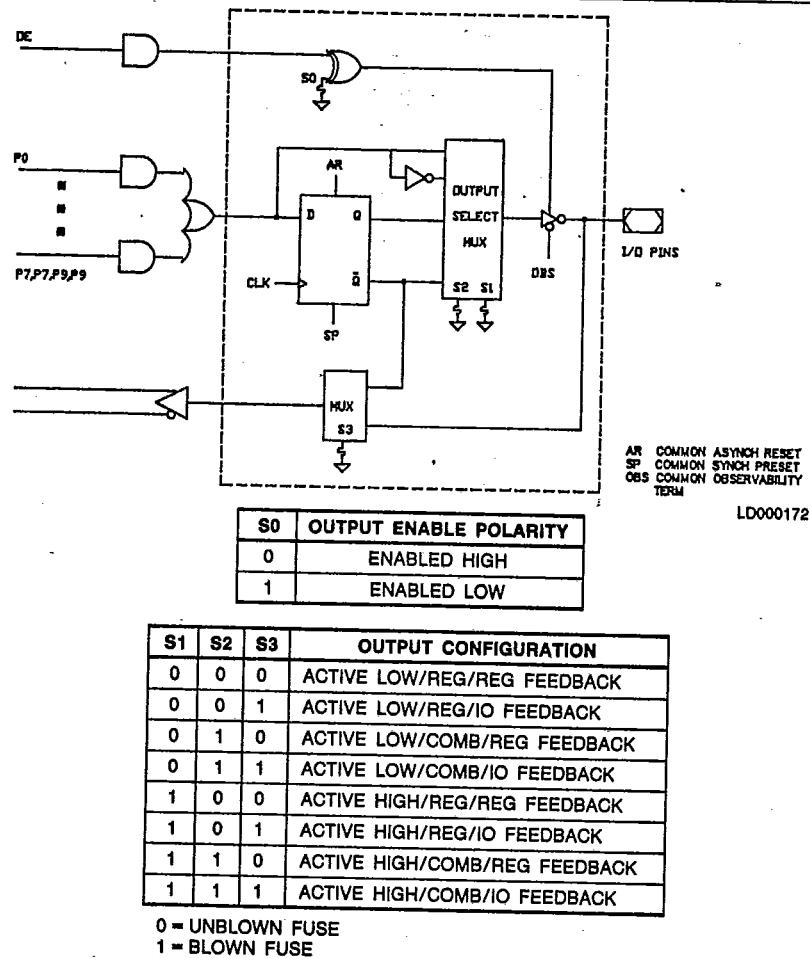 DE
S0
P0
AR
OUTPUT
SELECT
MUX
D
Q
CLK
Q̅
S2 S1
OBS
I/O PINS
P7,P7,P9,P9
SP
MUX
S3
AR COMMON ASYNCH RESET
SP COMMON SYNCH PRESET
OBS COMMON OBSERVABILITY
TERM
LD000172
S0 OUTPUT ENABLE POLARITY
0 ENABLED HIGH
1 ENABLED LOW
S1 S2 S3 OUTPUT CONFIGURATION
0 0 0 ACTIVE LOW/REG/REG FEEDBACK
0 0 1 ACTIVE LOW/REG/IO FEEDBACK
0 1 0 ACTIVE LOW/COMB/REG FEEDBACK
0 1 1 ACTIVE LOW/COMB/IO FEEDBACK
1 0 0 ACTIVE HIGH/REG/REG FEEDBACK
1 0 1 ACTIVE HIGH/REG/IO FEEDBACK
1 1 0 ACTIVE HIGH/COMB/REG FEEDBACK
1 1 1 ACTIVE HIGH/COMB/IO FEEDBACK
0 = UNBLOWN FUSE
1 = BLOWN FUSE